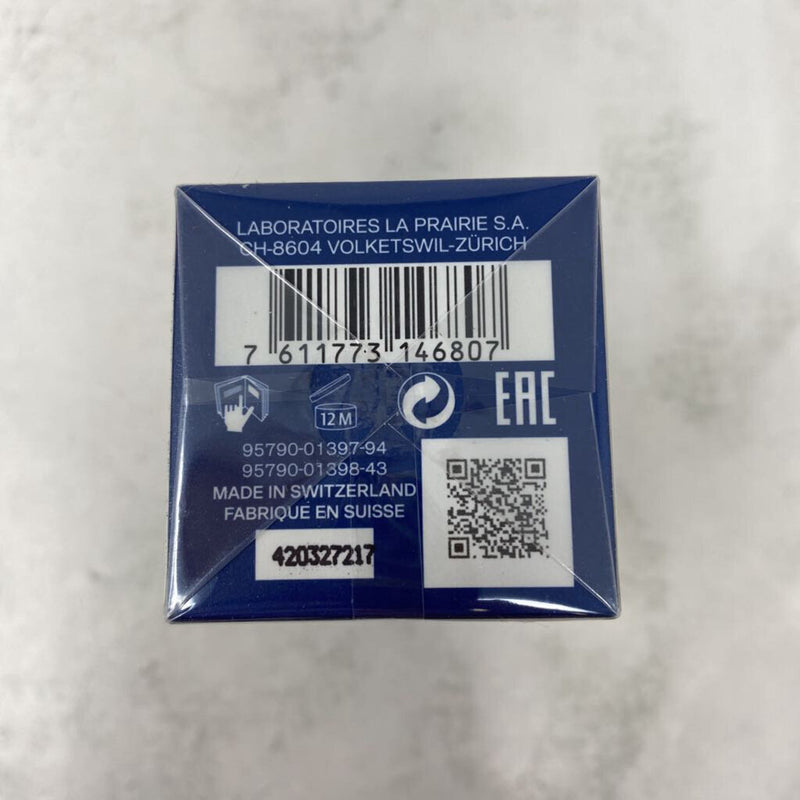 LABORATOIRES LA PRAIRIE S.A.
CH-8604 VOLKETSWIL-ZÜRICH
7 611773 146807
12 M
EAC
95790-01397-94
95790-01398-43
MADE IN SWITZERLAND
FABRIQUE EN SUISSE
420327217